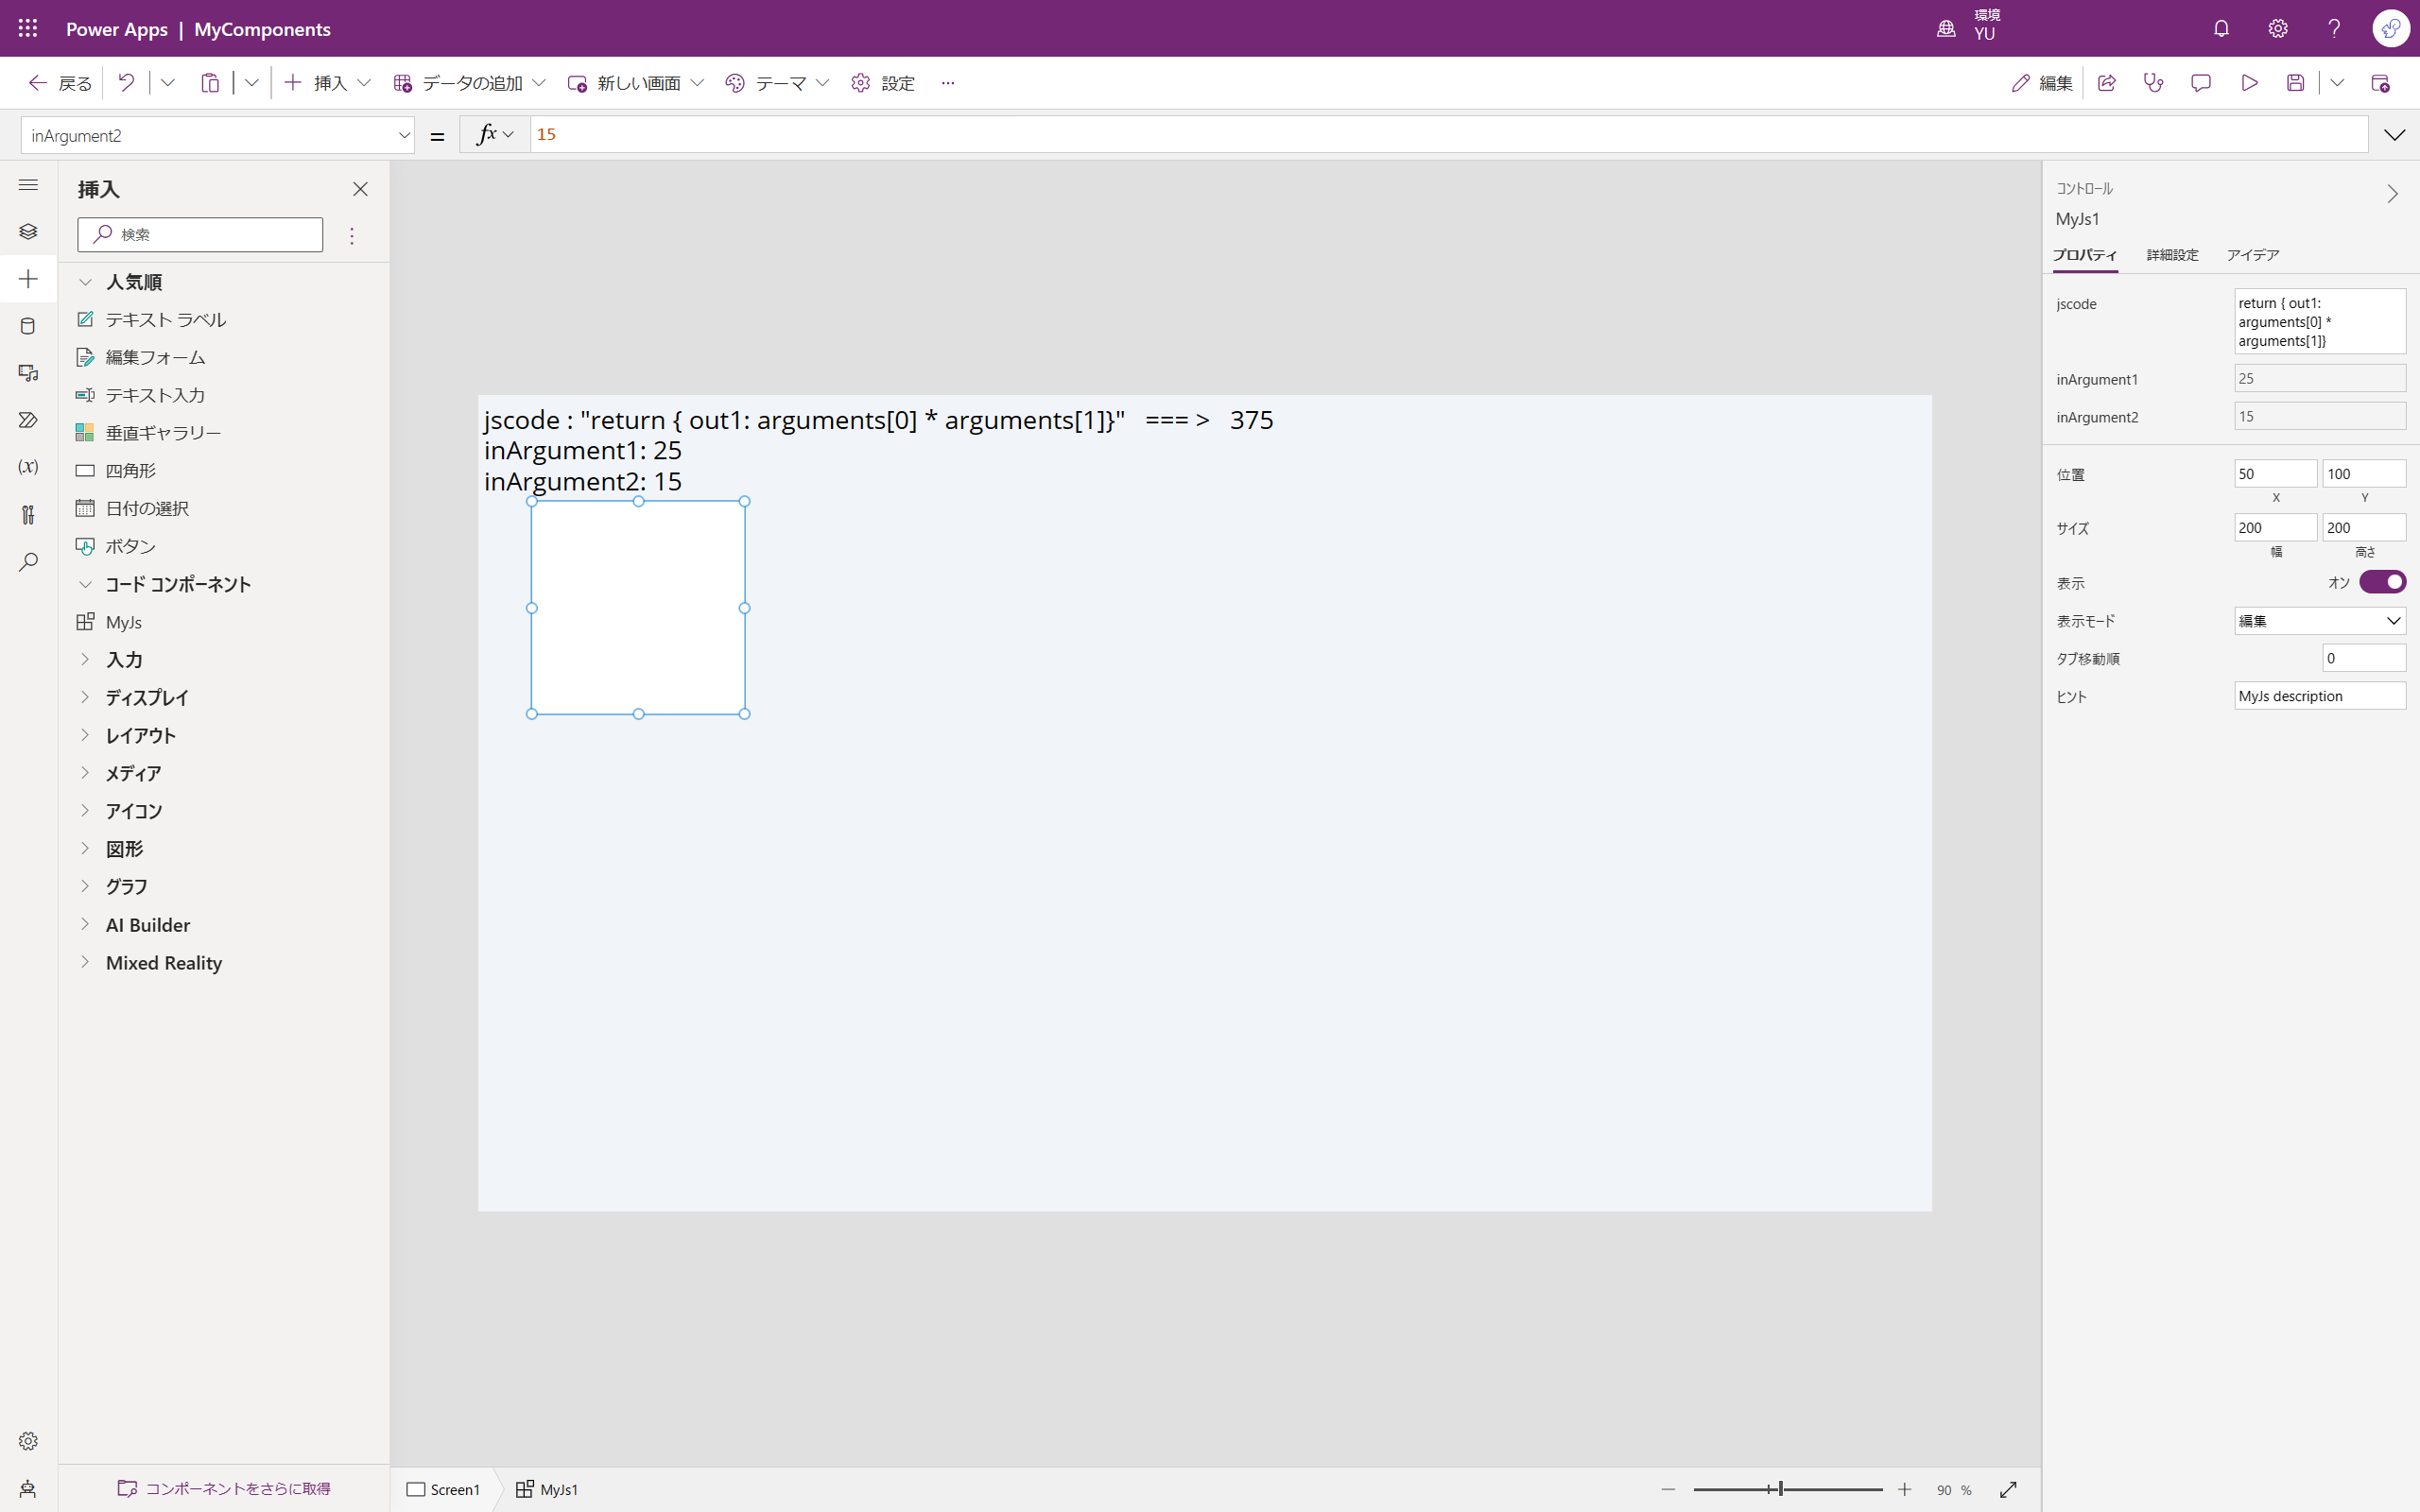 Power Apps | MyComponents
環境
YU
戻る
挿入
データの追加
新しい画面
テーマ
設定
編集
inArgument2
=
fx
15
挿入
検索
人気順
テキスト ラベル
編集フォーム
テキスト入力
垂直ギャラリー
四角形
日付の選択
ボタン
コード コンポーネント
MyJs
入力
ディスプレイ
レイアウト
メディア
アイコン
図形
グラフ
AI Builder
Mixed Reality
コンポーネントをさらに取得
jscode : "return { out1: arguments[0] * arguments[1]}" === > 375
inArgument1: 25
inArgument2: 15
Screen1
MyJs1
90 %
コントロール
MyJs1
プロパティ 詳細設定 アイデア
jscode
return { out1:
arguments[0] *
arguments[1]}
inArgument1 25
inArgument2 15
位置 50 100
X Y
サイズ 200 200
幅 高さ
表示 オン
表示モード 編集
タブ移動順 0
ヒント MyJs description